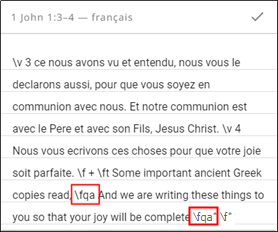 1 John 1:3–4 — français
\v 3 ce nous avons vu et entendu, nous vous le
declarons aussi, pour que vous soyez en
communion avec nous. Et notre communion est
avec le Pere et avec son Fils, Jesus Christ. \v 4
Nous vous ecrivons ces choses pour que votre joie
soit parfaite. \f + \ft Some important ancient Greek
copies read, \fqa And we are writing these things to
you so that your joy will be complete \fqa* \f*